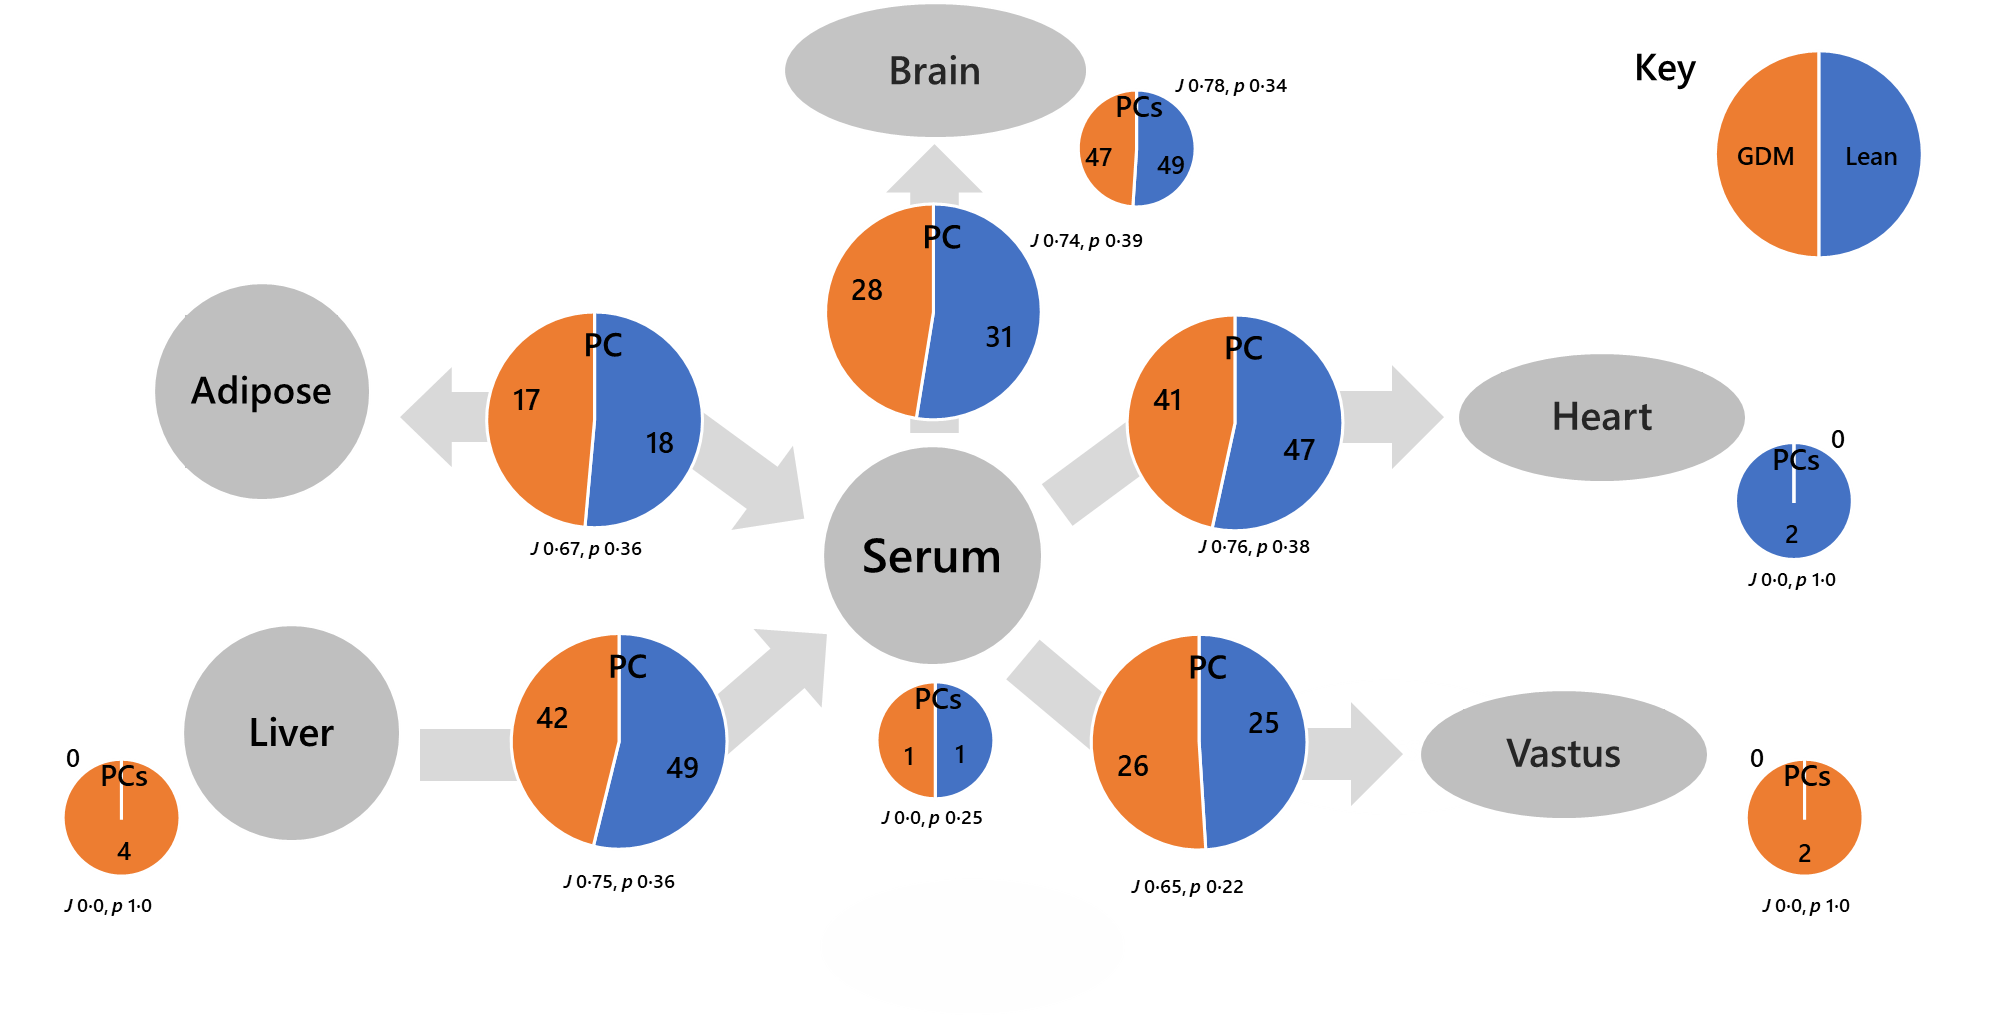 Brain
PCs
47
49
J 0·78, p 0·34
Key
GDM
Lean
PC
28
31
J 0·74, p 0·39
Adipose
PC
17
18
J 0·67, p 0·36
PC
41
47
J 0·76, p 0·38
Heart
0
PCs
2
J 0·0, p 1·0
Serum
PCs
1
1
J 0·0, p 0·25
Liver
0
PCs
4
J 0·0, p 1·0
PC
42
49
J 0·75, p 0·36
PC
26
25
J 0·65, p 0·22
Vastus
0
PCs
2
J 0·0, p 1·0